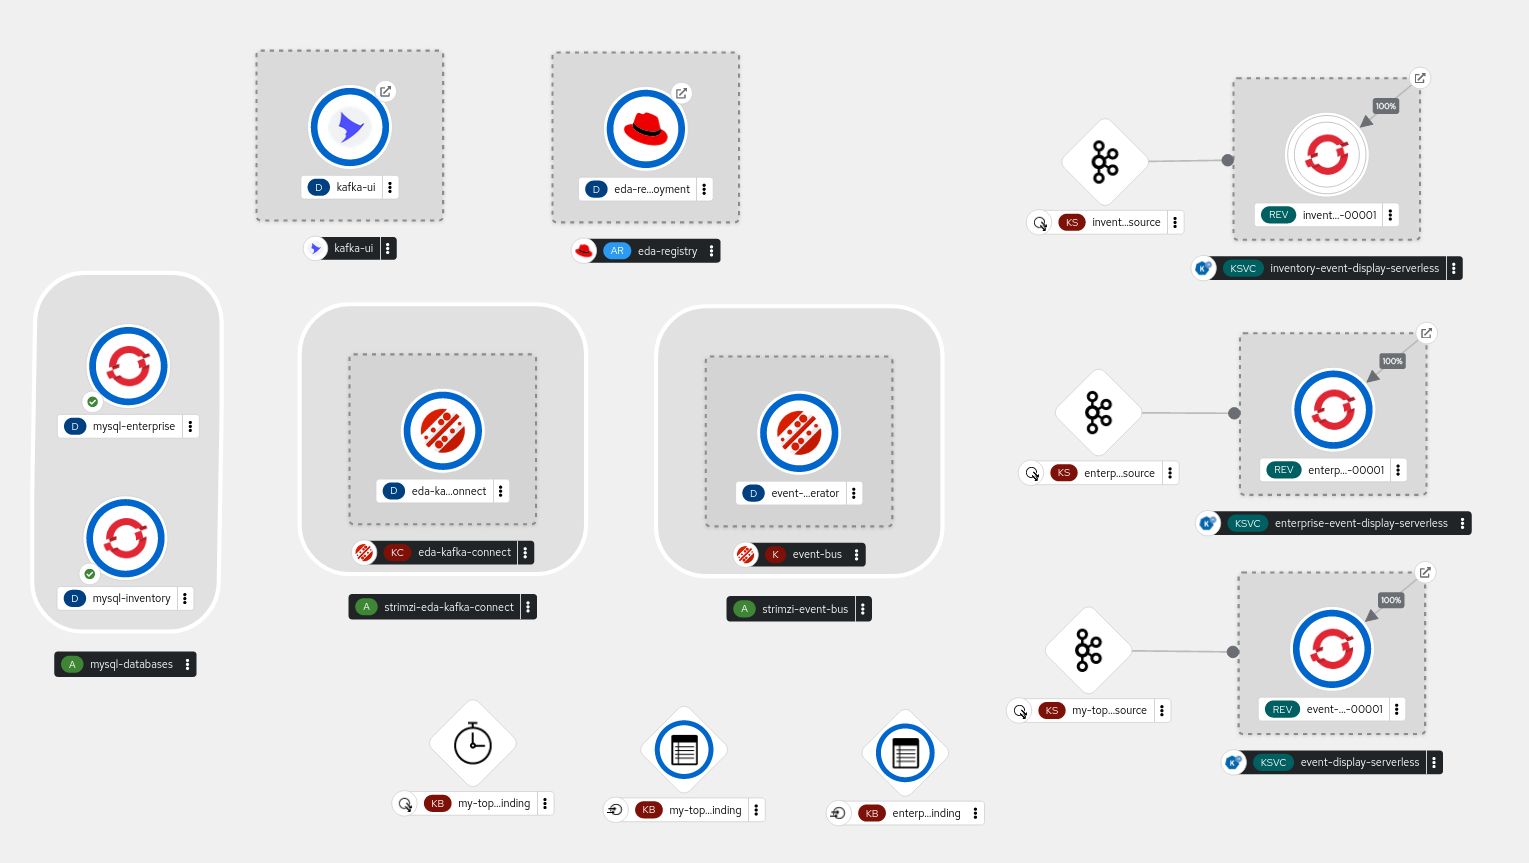 D kafka-ui
kafka-ui
D eda-re...oyment
AR eda-registry
100%
KS invent...source
REV invent...-00001
KSVC inventory-event-display-serverless
D mysql-enterprise
D mysql-inventory
A mysql-databases
D eda-ka...onnect
KC eda-kafka-connect
A strimzi-eda-kafka-connect
D event-...erator
K event-bus
A strimzi-event-bus
100%
KS enterp...source
REV enterp...-00001
KSVC enterprise-event-display-serverless
100%
KS my-top...source
REV event-...-00001
KSVC event-display-serverless
KB my-top...inding
KB my-top...inding
KB enterp...inding